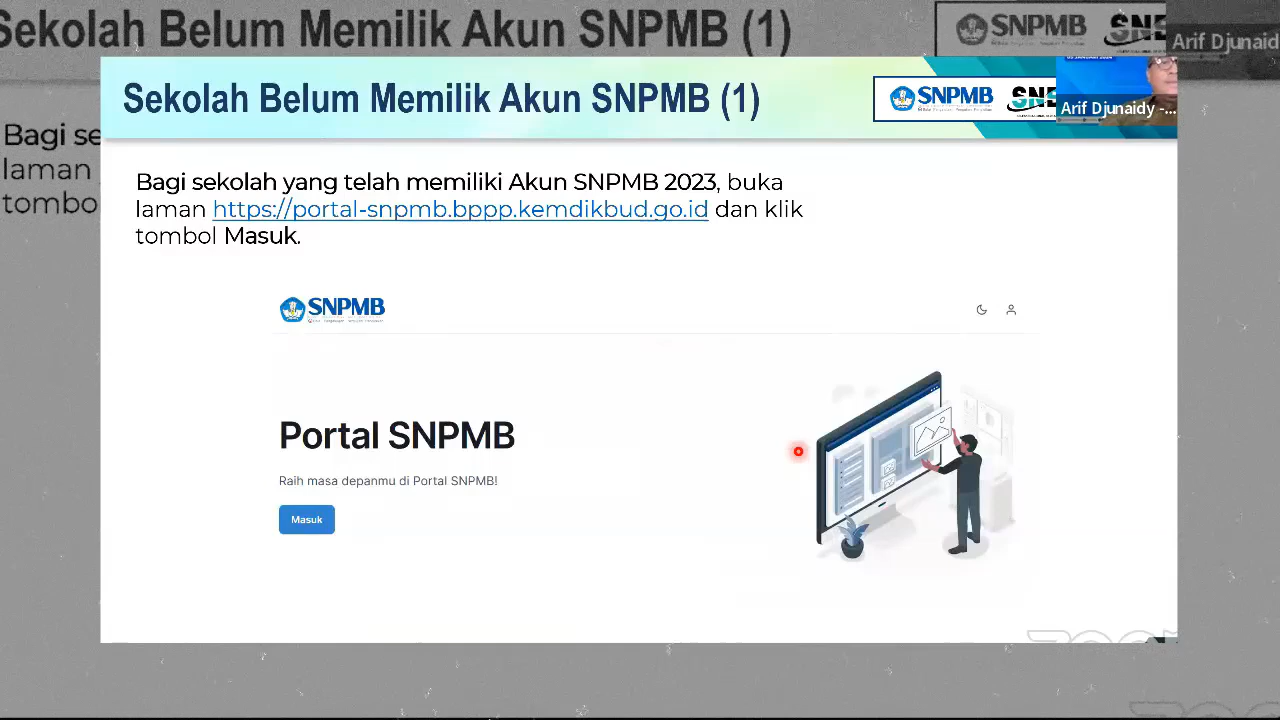 Sekolah Belum Memilik Akun SNPMB (1)
SNPMB
Arif Djunaid
Sekolah Belum Memilik Akun SNPMB (1)
SNPMB
Arif Djunaidy -...
Bagi se
laman
tombo
Bagi sekolah yang telah memiliki Akun SNPMB 2023, buka
laman https://portal-snpmb.bppp.kemdikbud.go.id dan klik
tombol Masuk.
SNPMB
Portal SNPMB
Raih masa depanmu di Portal SNPMB!
Masuk